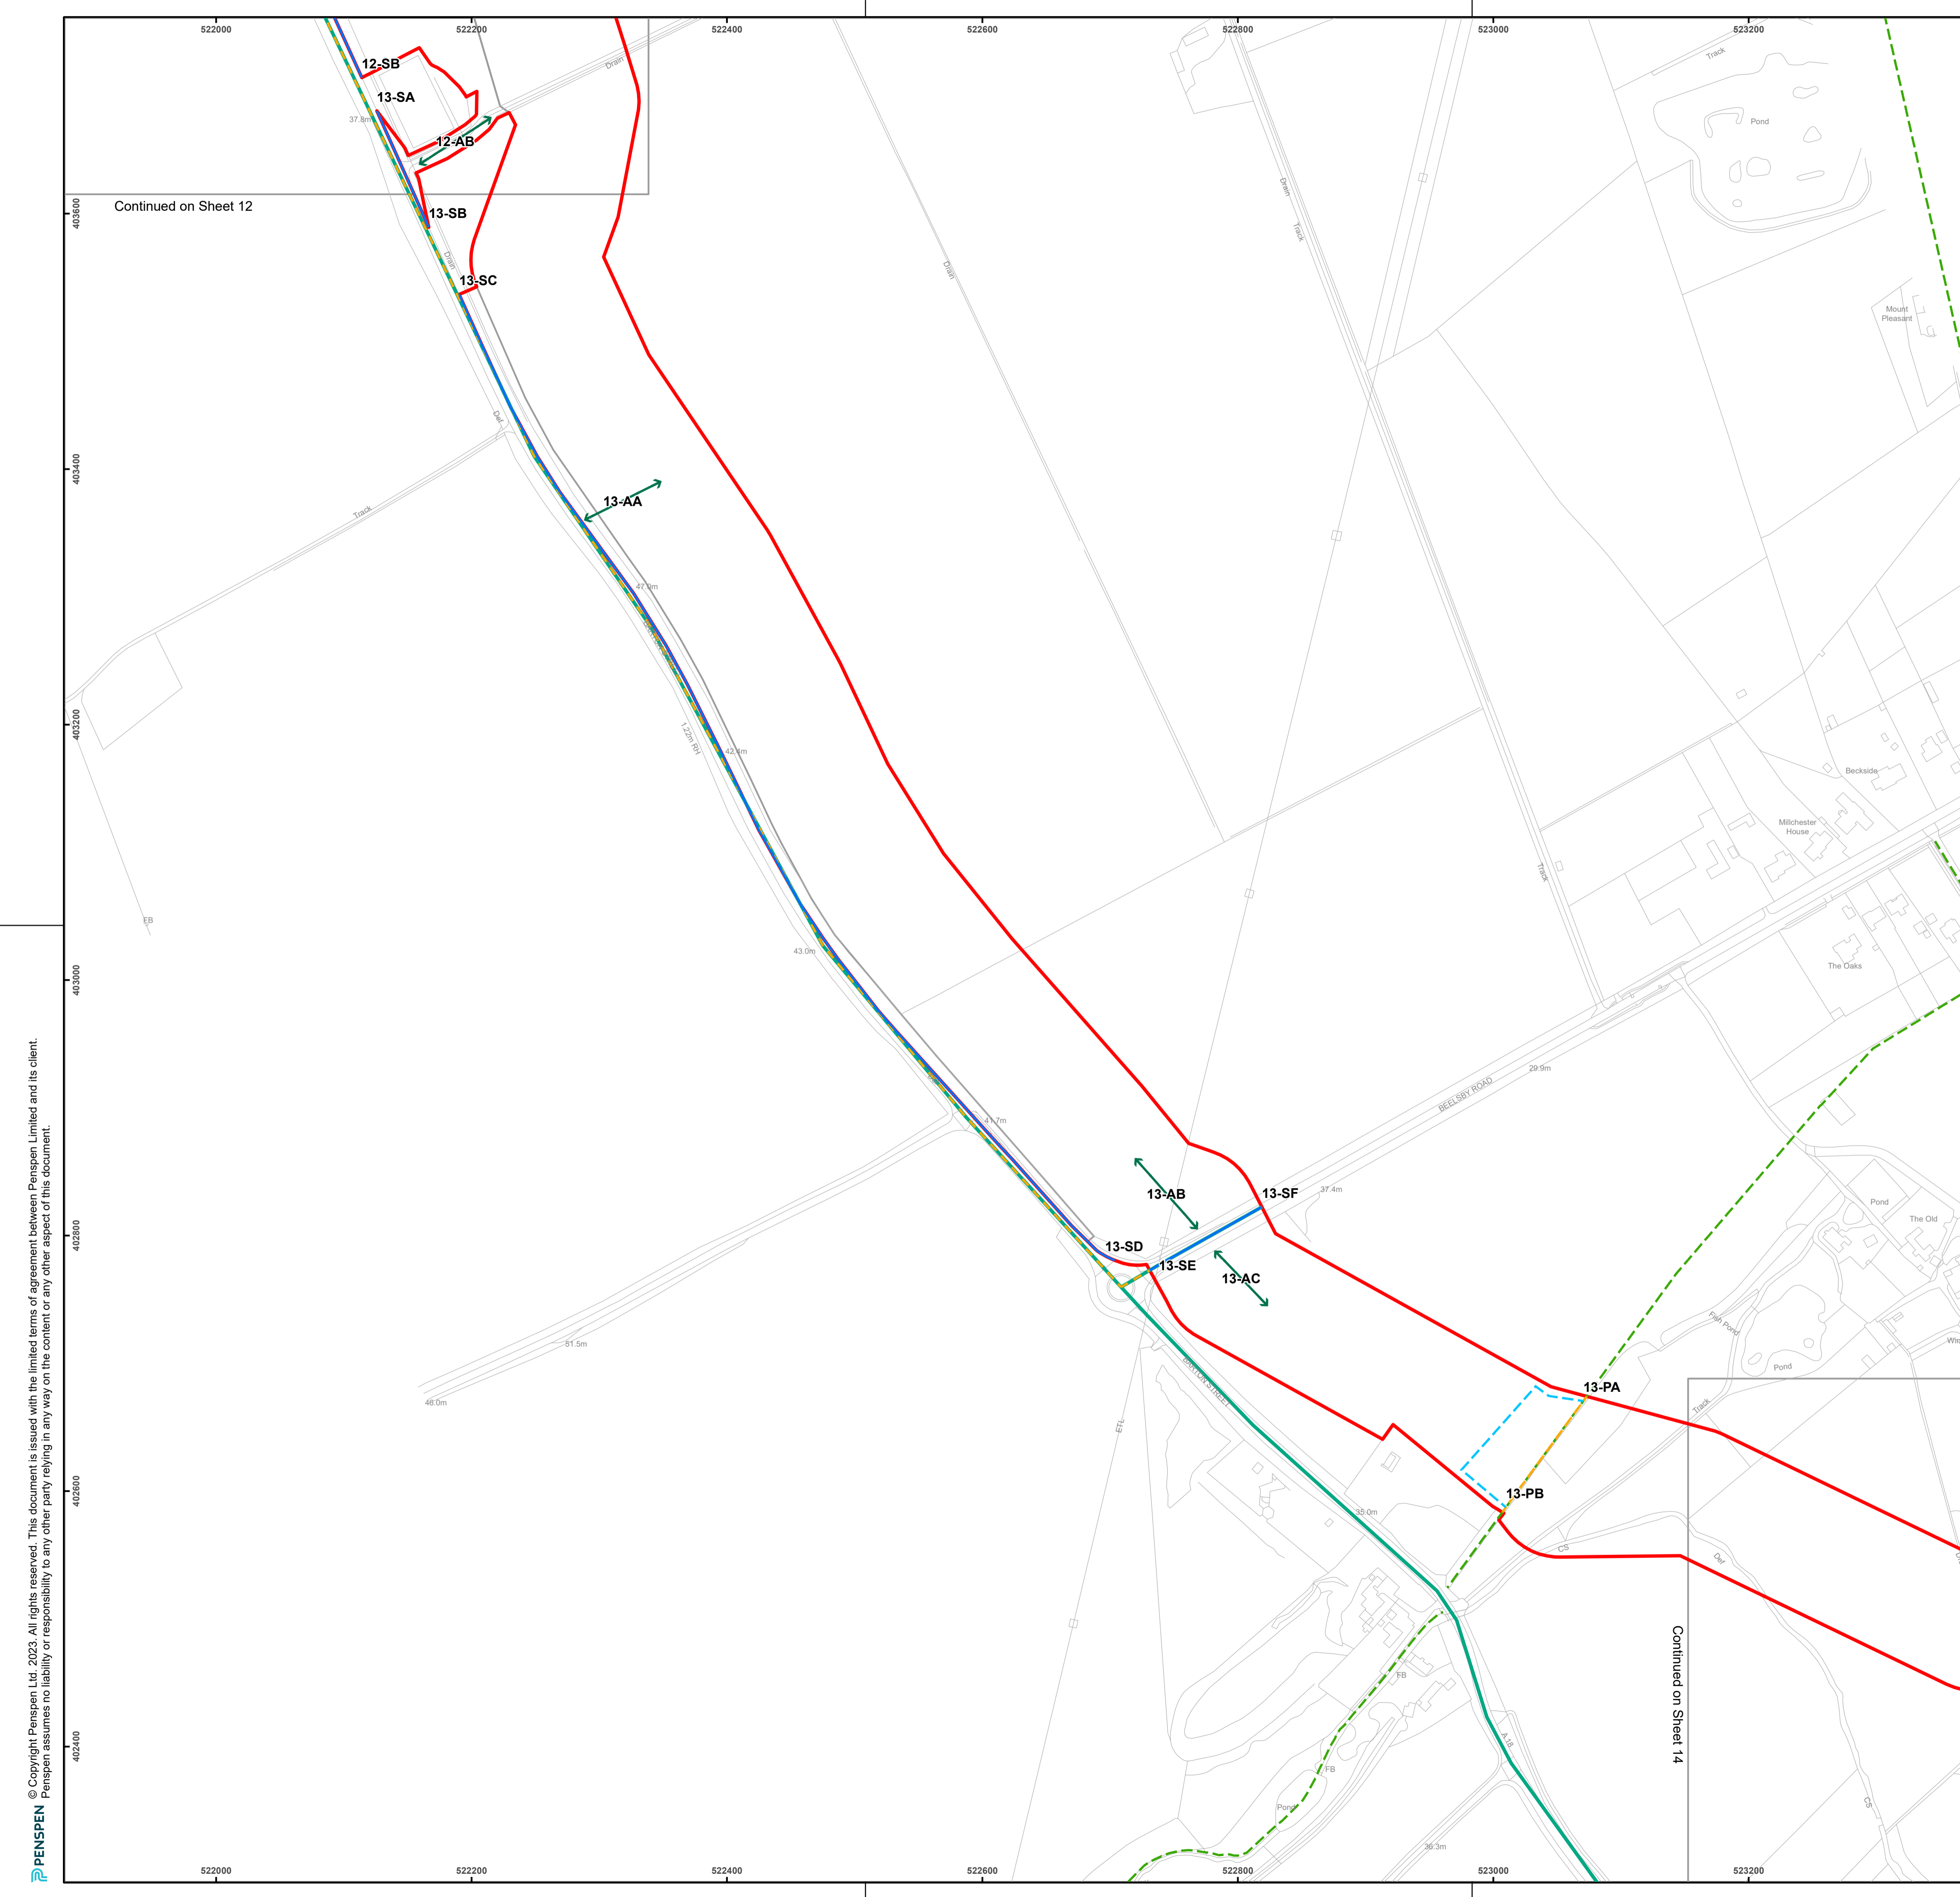 522000
522200
522400
522600
522800
523000
523200
Drain
Track
12-SB
13-SA
37.8m
12-AB
Pond
403600
Continued on Sheet 12
13-SB
Drain
Track
Drain
Drain
13-SC
Mount
Pleasant
Def
403400
13-AA
Track
47.0m
403200
1.22m RH
42.4m
Beckside
Millchester
House
Track
FB
43.0m
The Oaks
403000
BEELSBY ROAD
29.9m
41.7m
13-AB
13-SF
37.4m
Pond
The Old
402800
13-SD
13-SE
13-AC
Fish Pond
51.5m
BARTON STREET
Pond
13-PA
46.0m
Track
ETL
402600
13-PB
35.0m
CS
Def
Continued on Sheet 14
FB
A 18
402400
FB
Pond
CS
36.3m
522000
522200
522400
522600
522800
523000
523200
PENSPEN
© Copyright Penspen Ltd. 2023. All rights reserved. This document is issued with the limited terms of agreement between Penspen Limited and its client.
Penspen assumes no liability or responsibility to any other party relying in any way on the content or any other aspect of this document.